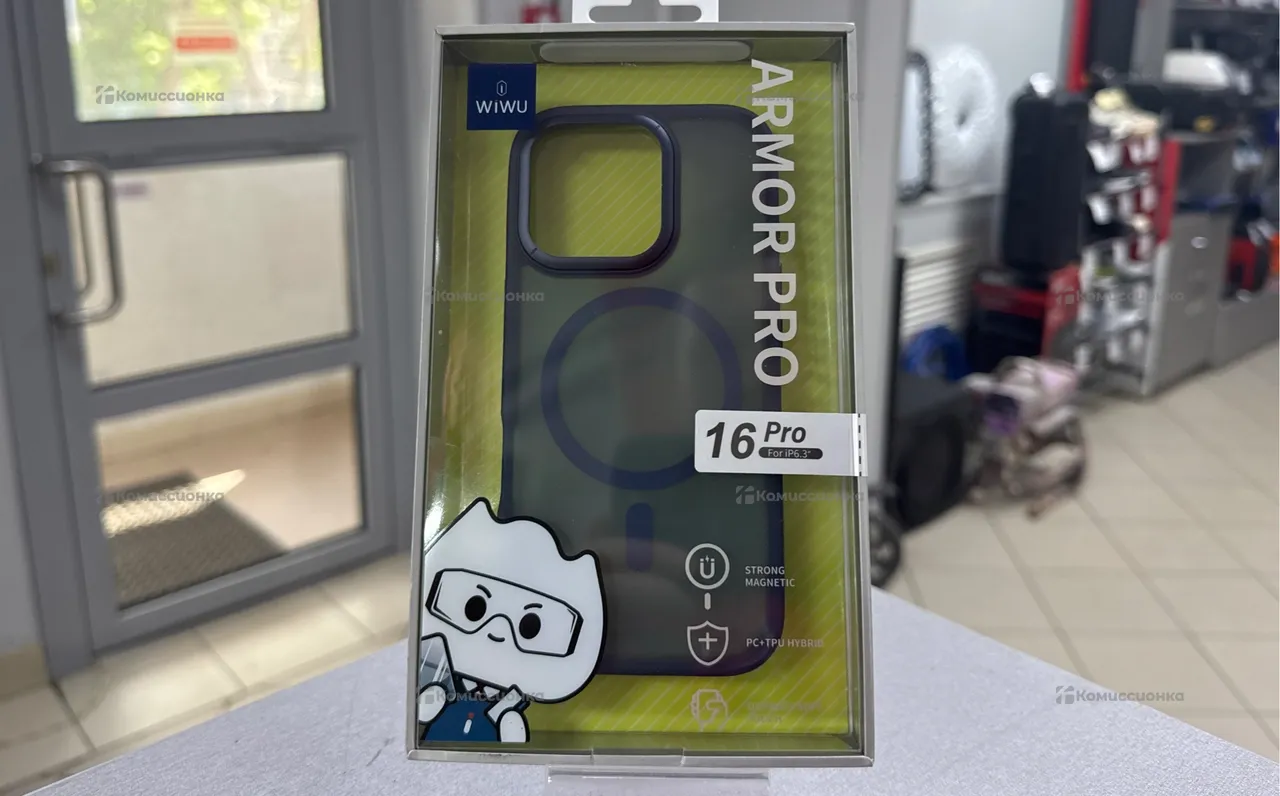 WiWU
ARMOR PRO
16 Pro
For iP6.3"
STRONG
MAGNETIC
PC+TPU HYBRID
Комиссионка
Комиссионка
Комиссионка
Комиссионка
Комиссионка
Комиссионка
Комиссионка